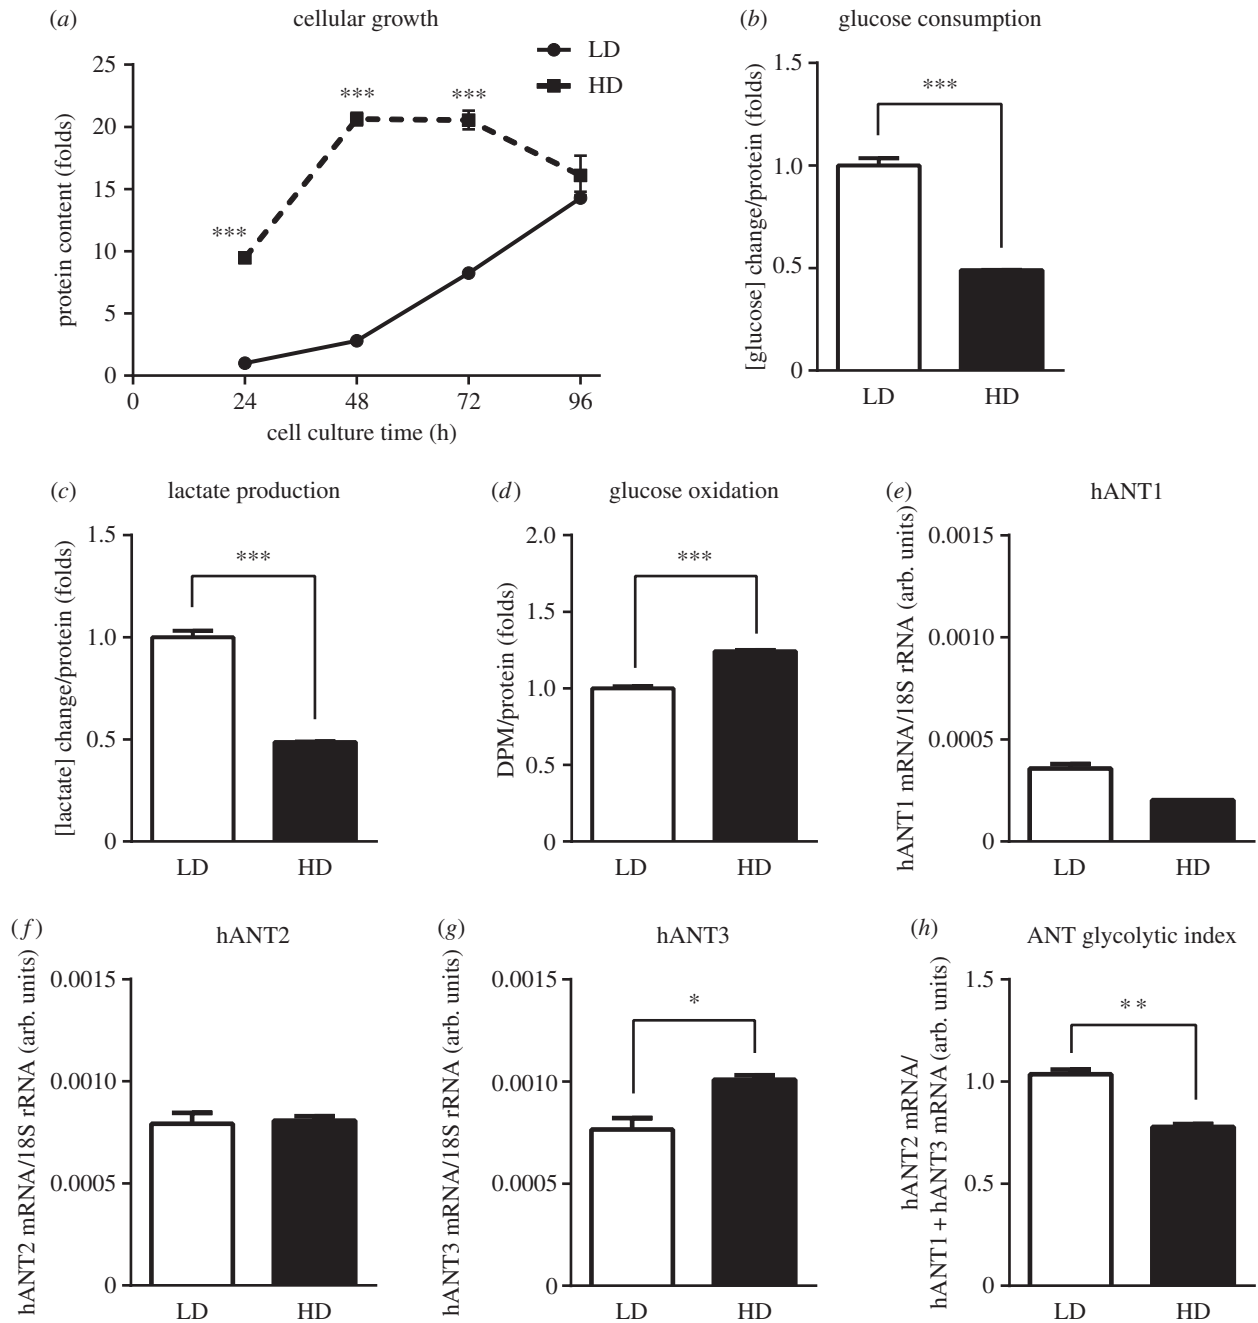 (a) cellular growth
LD
HD
25
20
15
10
5
0
protein content (folds)
***
***
***
0 24 48 72 96
cell culture time (h)
(b) glucose consumption
1.5
1.0
0.5
0
[glucose] change/protein (folds)
***
LD HD
(c) lactate production
1.5
1.0
0.5
0
[lactate] change/protein (folds)
***
LD HD
(d) glucose oxidation
2.0
1.5
1.0
0.5
0
DPM/protein (folds)
***
LD HD
(e) hANT1
0.0015
0.0010
0.0005
0
hANT1 mRNA/18S rRNA (arb. units)
LD HD
(f) hANT2
0.0015
0.0010
0.0005
0
hANT2 mRNA/18S rRNA (arb. units)
LD HD
(g) hANT3
0.0015
0.0010
0.0005
0
hANT3 mRNA/18S rRNA (arb. units)
*
LD HD
(h) ANT glycolytic index
1.5
1.0
0.5
0
hANT2 mRNA/
hANT1 + hANT3 mRNA (arb. units)
**
LD HD